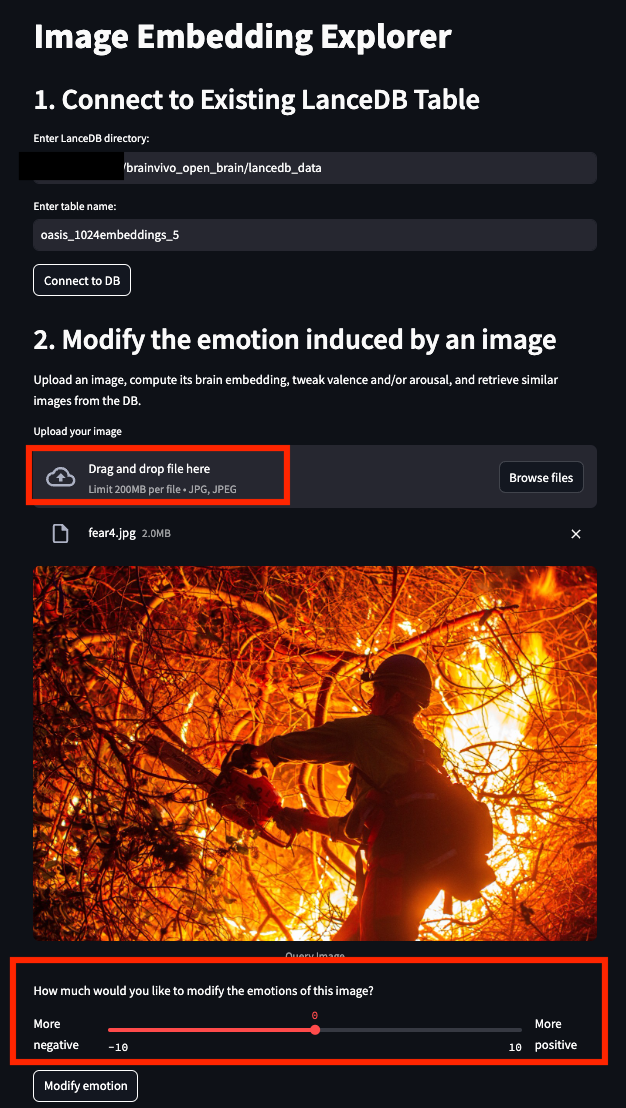 Image Embedding Explorer
1. Connect to Existing LanceDB Table
Enter LanceDB directory:
/brainvivo_open_brain/lancedb_data
Enter table name:
oasis_1024embeddings_5
Connect to DB
2. Modify the emotion induced by an image
Upload an image, compute its brain embedding, tweak valence and/or arousal, and retrieve similar
images from the DB.
Upload your image
Drag and drop file here
Limit 200MB per file • JPG, JPEG
Browse files
fear4.jpg 2.0MB
Query Image
How much would you like to modify the emotions of this image?
0
More
negative
-10
10
More
positive
Modify emotion